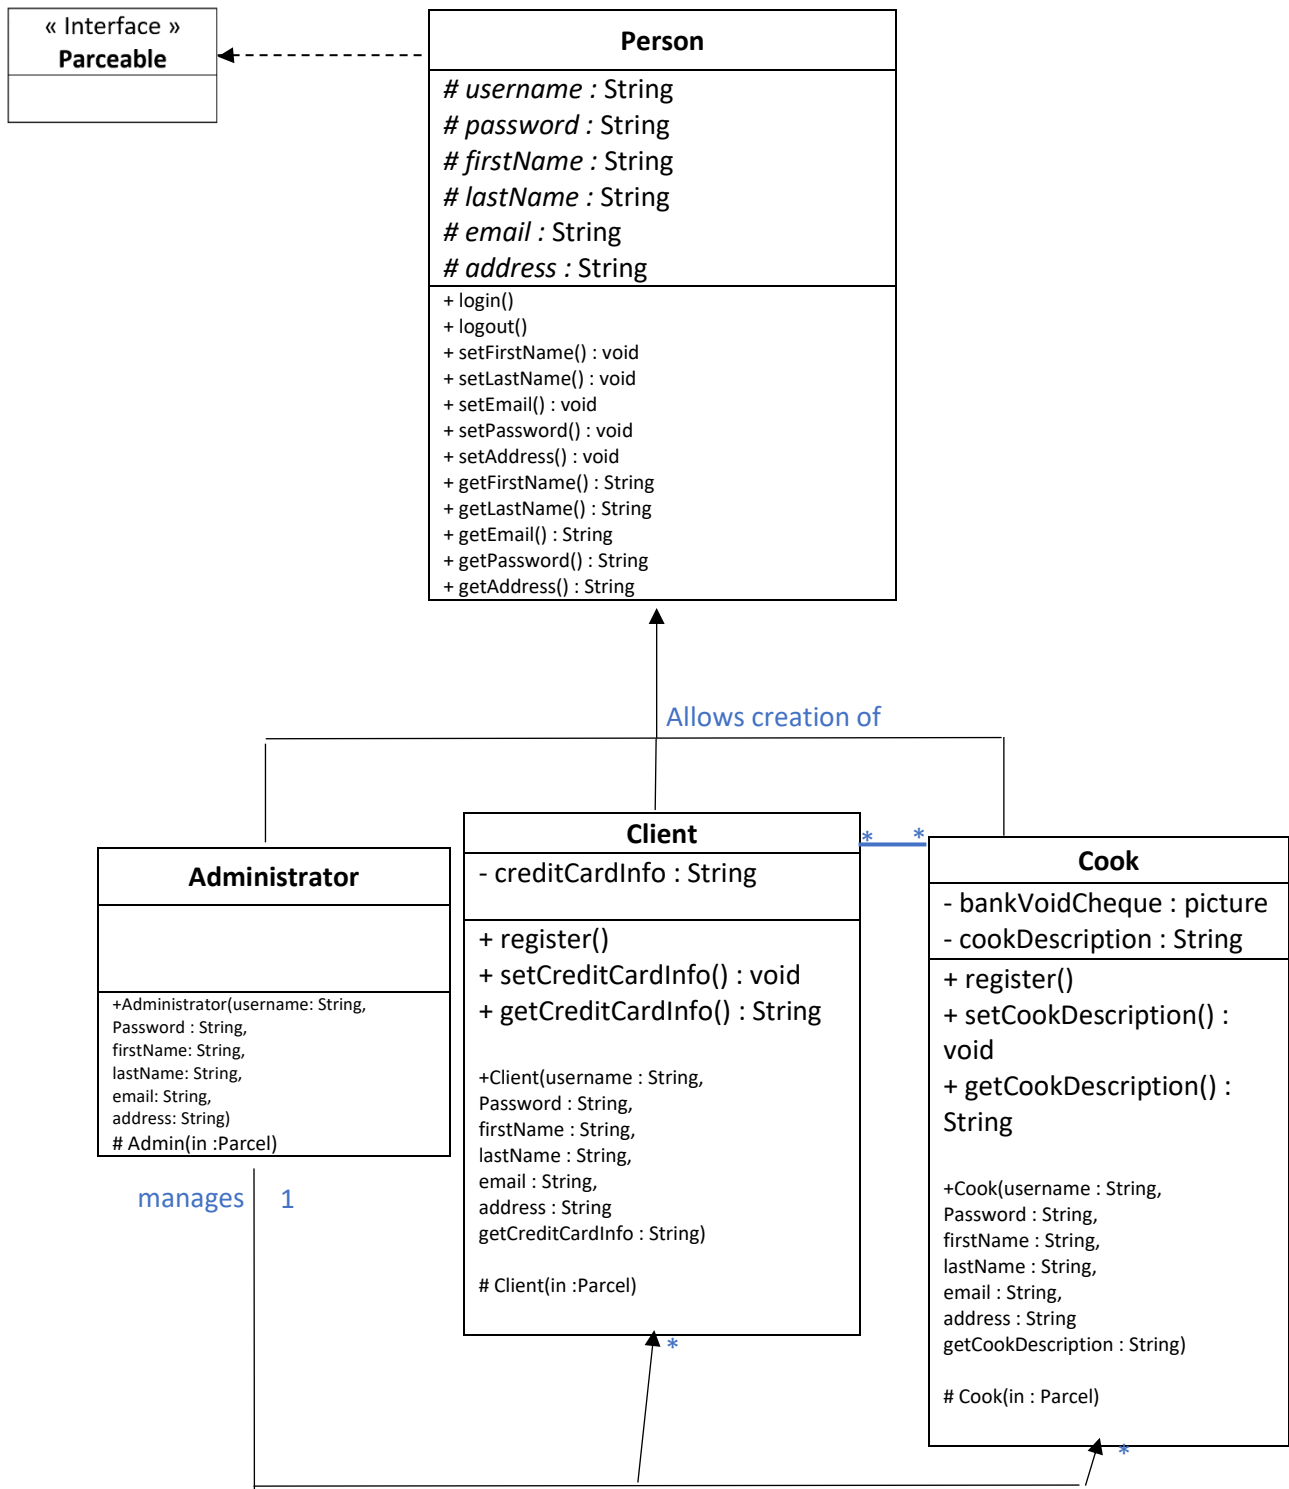 « Interface »
Parceable
Person
# username : String
# password : String
# firstName : String
# lastName : String
# email : String
# address : String
+ login()
+ logout()
+ setFirstName() : void
+ setLastName() : void
+ setEmail() : void
+ setPassword() : void
+ setAddress() : void
+ getFirstName() : String
+ getLastName() : String
+ getEmail() : String
+ getPassword() : String
+ getAddress() : String
Allows creation of
Administrator
+Administrator(username: String,
Password : String,
firstName: String,
lastName: String,
email: String,
address: String)
# Admin(in :Parcel)
manages
1
Client
- creditCardInfo : String
+ register()
+ setCreditCardInfo() : void
+ getCreditCardInfo() : String
+Client(username : String,
Password : String,
firstName : String,
lastName : String,
email : String,
address : String
getCreditCardInfo : String)
# Client(in :Parcel)
*
* *
Cook
- bankVoidCheque : picture
- cookDescription : String
+ register()
+ setCookDescription() :
void
+ getCookDescription() :
String
+Cook(username : String,
Password : String,
firstName : String,
lastName : String,
email : String,
address : String
getCookDescription : String)
# Cook(in : Parcel)
*